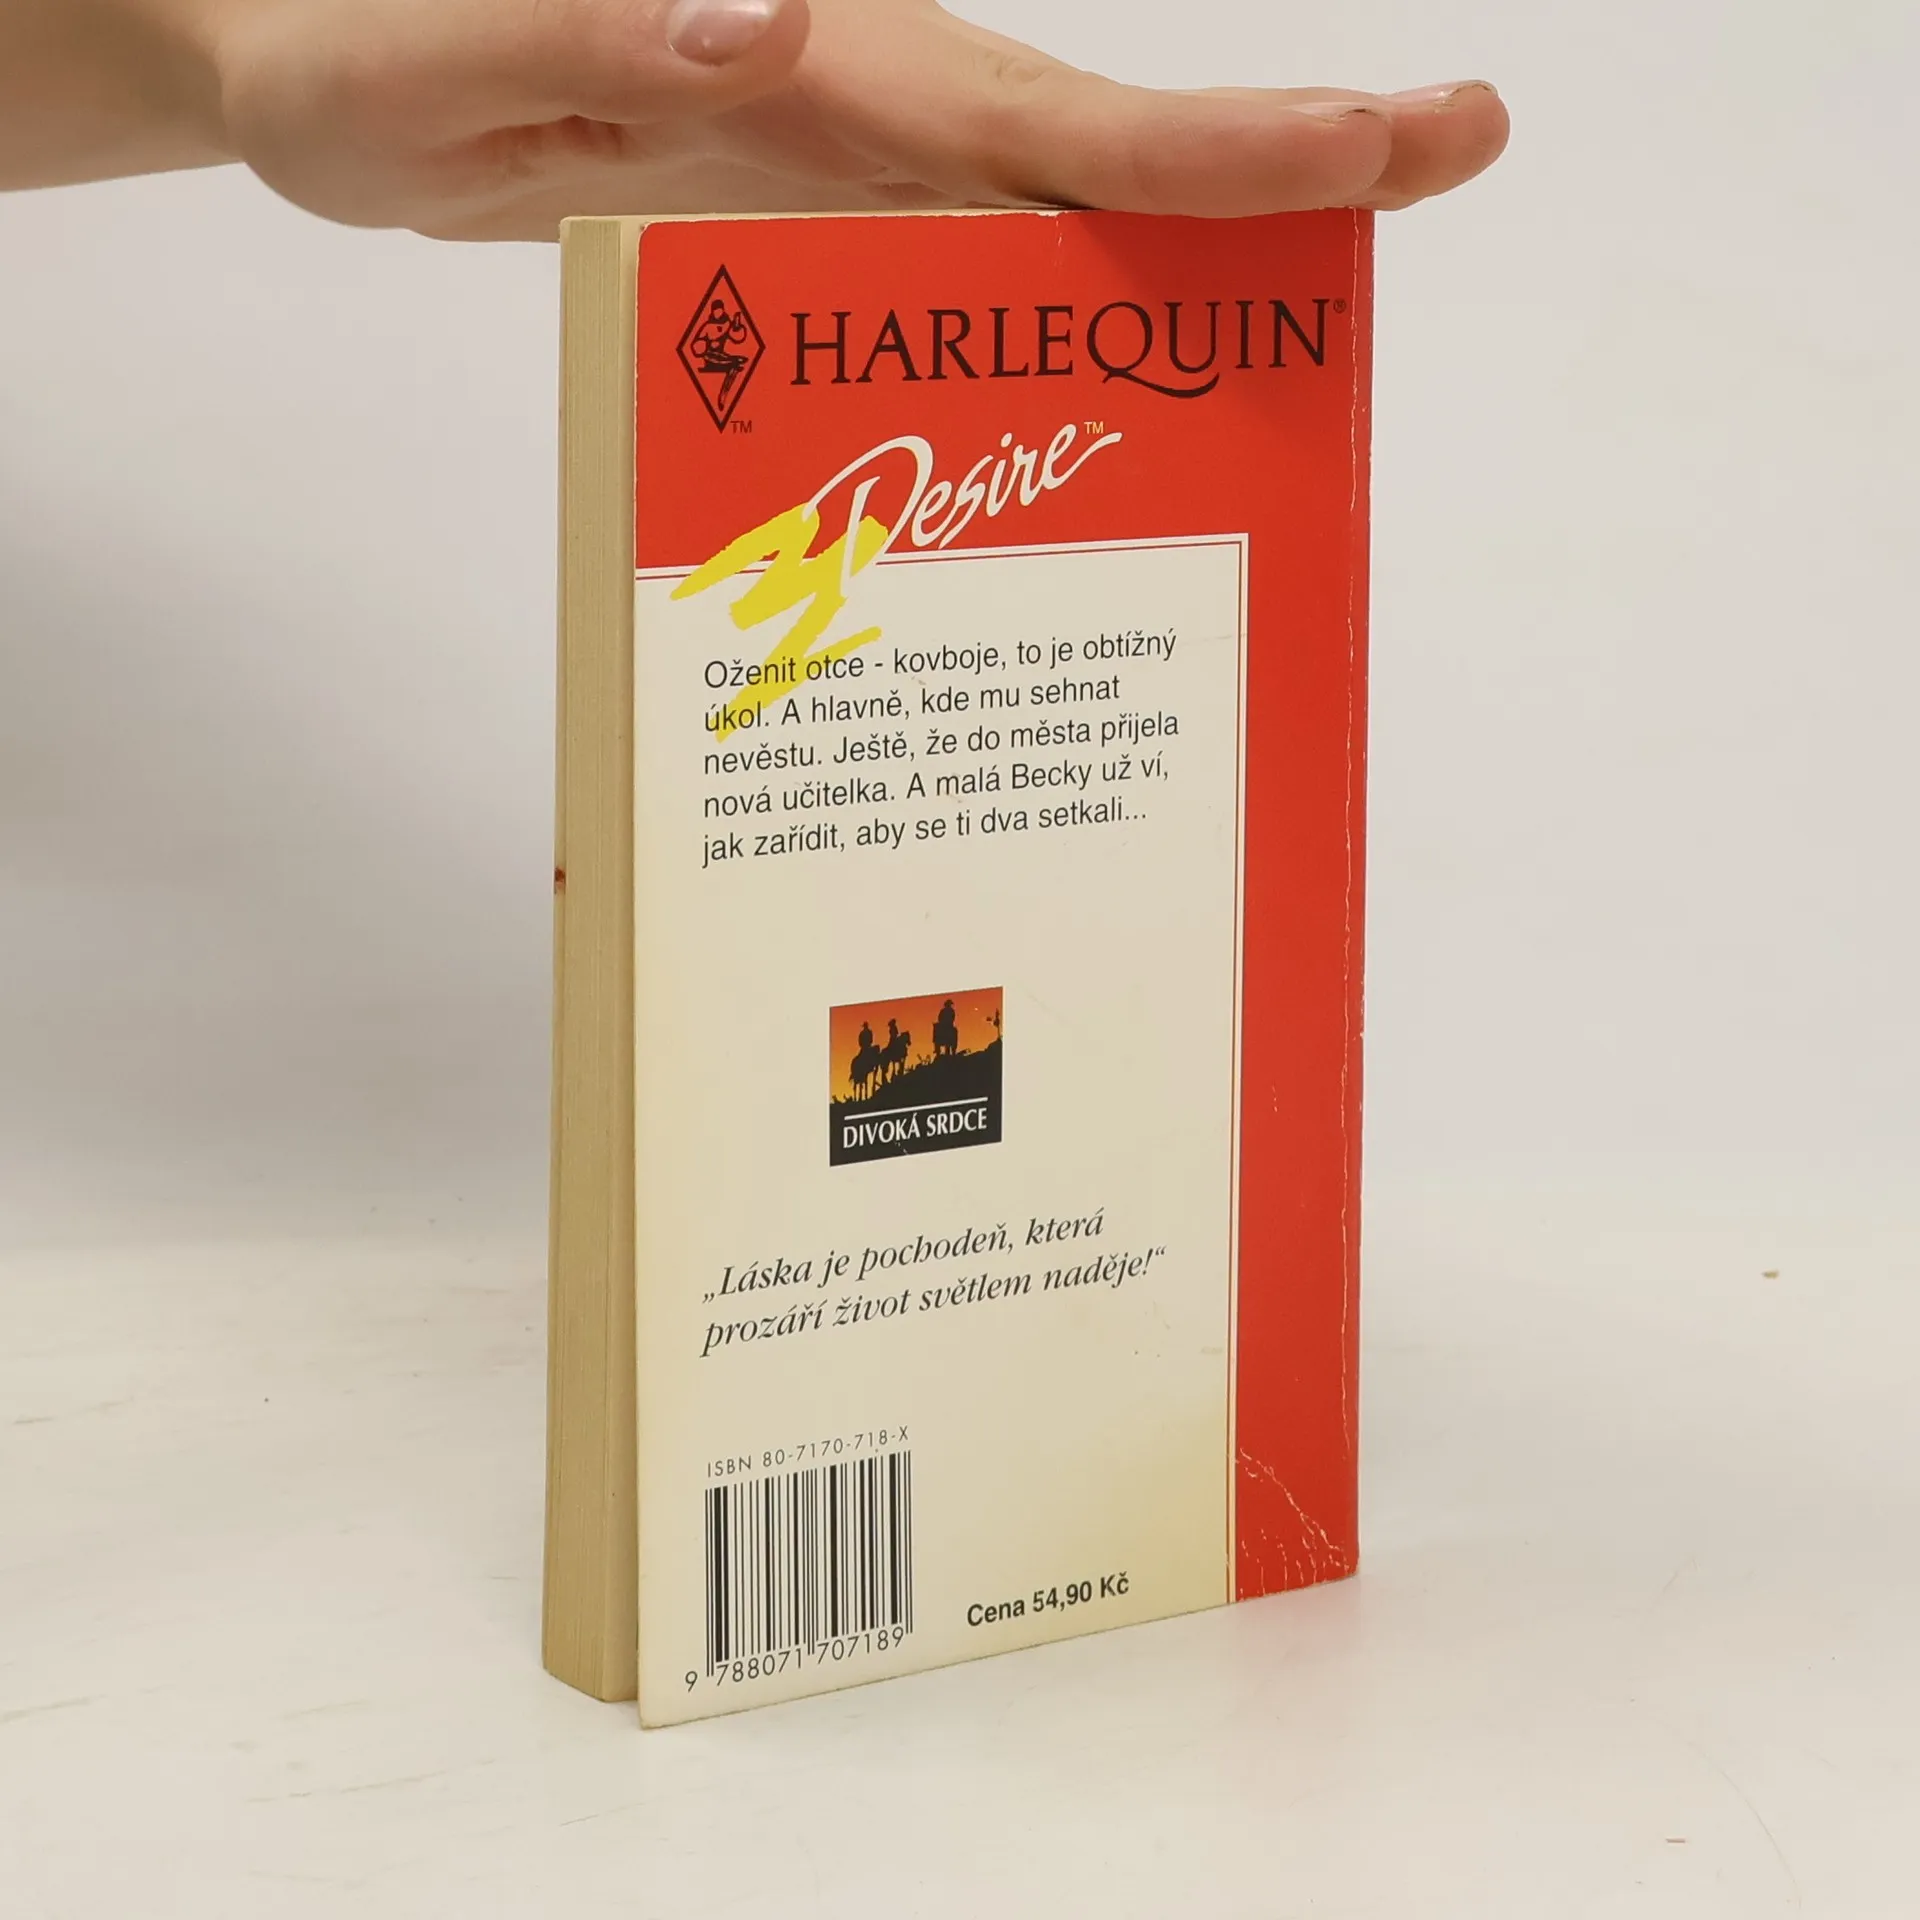 HARLEQUIN®
TM
Desire™
Oženit otce - kovboje, to je obtížný
úkol. A hlavně, kde mu sehnat
nevěstu. Ještě, že do města přijela
nová učitelka. A malá Becky už ví,
jak zařídit, aby se ti dva setkali...
DIVOKÁ SRDCE
„Láska je pochodeň, která
prozáří život světlem naděje!“
ISBN 80-7170-718-X
9 788071 707189
Cena 54,90 Kč